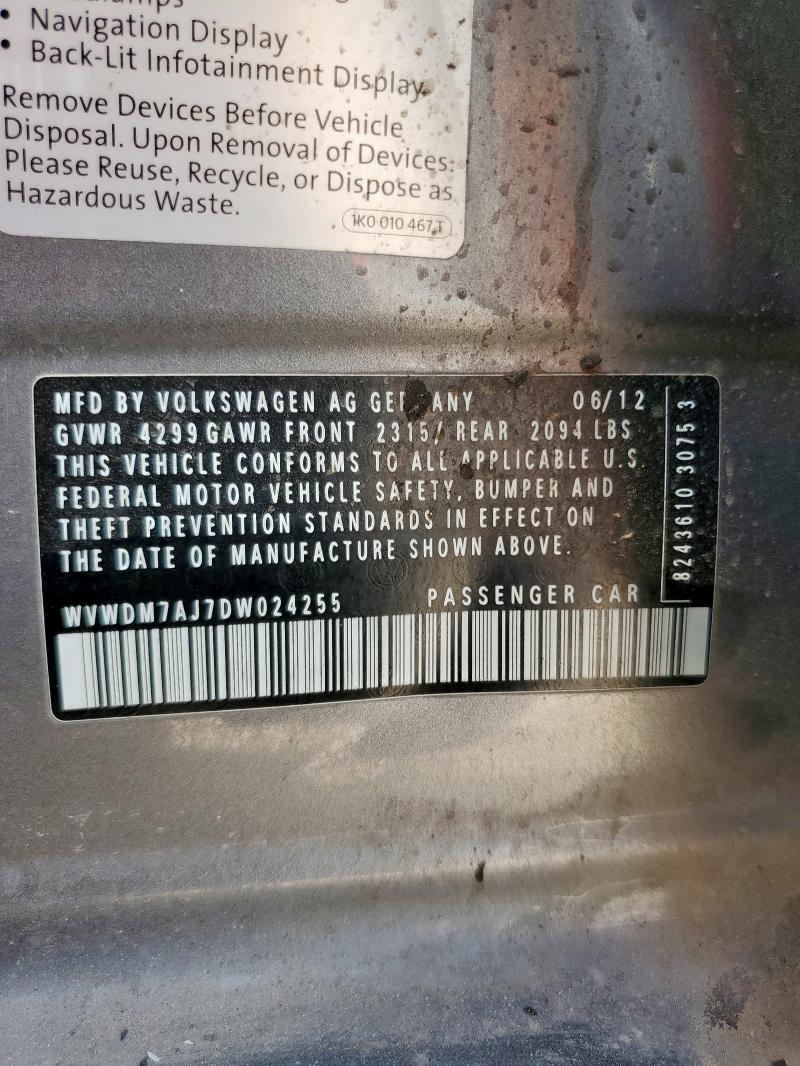 • Navigation Display
• Back-Lit Infotainment Display
Remove Devices Before Vehicle
Disposal. Upon Removal of Devices:
Please Reuse, Recycle, or Dispose as
Hazardous Waste.
1K0 010 467 T
MFD BY VOLKSWAGEN AG GERMANY 06/12
GVWR 4299 GAWR FRONT 2315/ REAR 2094 LBS
THIS VEHICLE CONFORMS TO ALL APPLICABLE U.S.
FEDERAL MOTOR VEHICLE SAFETY, BUMPER AND
THEFT PREVENTION STANDARDS IN EFFECT ON
THE DATE OF MANUFACTURE SHOWN ABOVE.
WVWDM7AJ7DW024255 PASSENGER CAR
8243610 3075 3